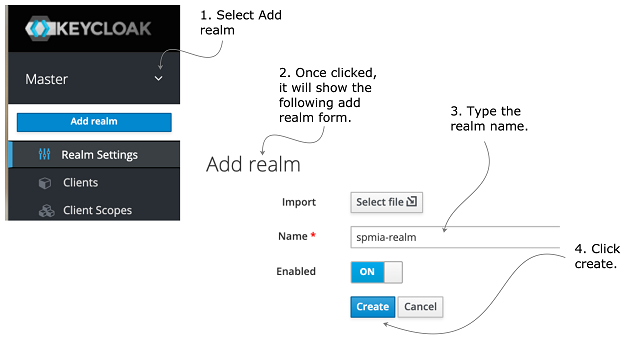 KEYCLOAK
1. Select Add
realm
Master
Add realm
Realm Settings
Clients
Client Scopes
2. Once clicked,
it will show the
following add
realm form.
3. Type the
realm name.
Add realm
Import Select file
Name * spmia-realm
Enabled ON
4. Click
create.
Create Cancel